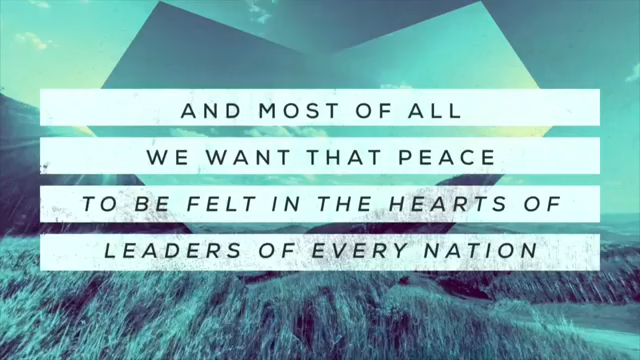 AND MOST OF ALL
WE WANT THAT PEACE
TO BE FELT IN THE HEARTS OF
LEADERS OF EVERY NATION